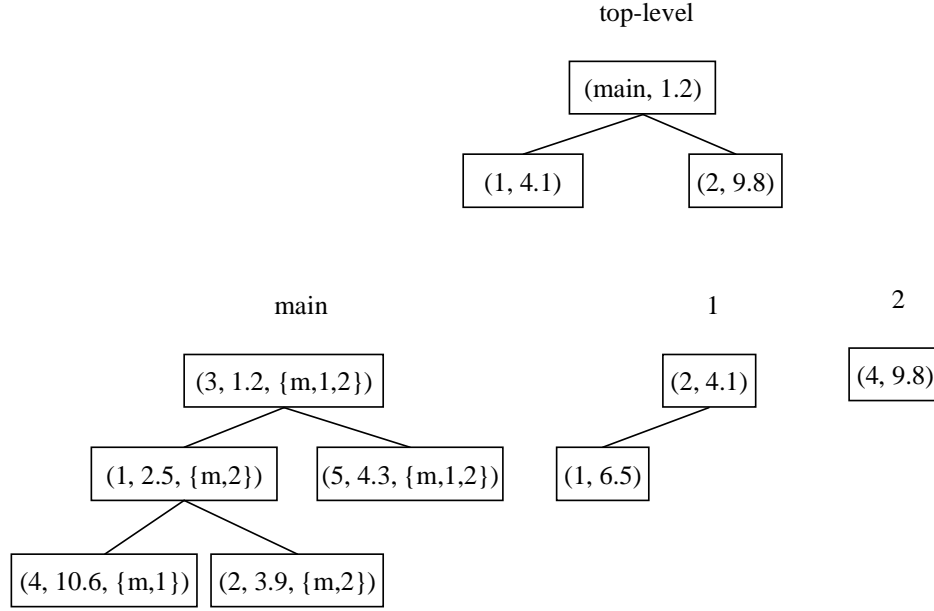 top-level
(main, 1.2)
(1, 4.1)
(2, 9.8)
main
1
2
(3, 1.2, {m,1,2})
(2, 4.1)
(4, 9.8)
(1, 2.5, {m,2})
(5, 4.3, {m,1,2})
(1, 6.5)
(4, 10.6, {m,1})
(2, 3.9, {m,2})